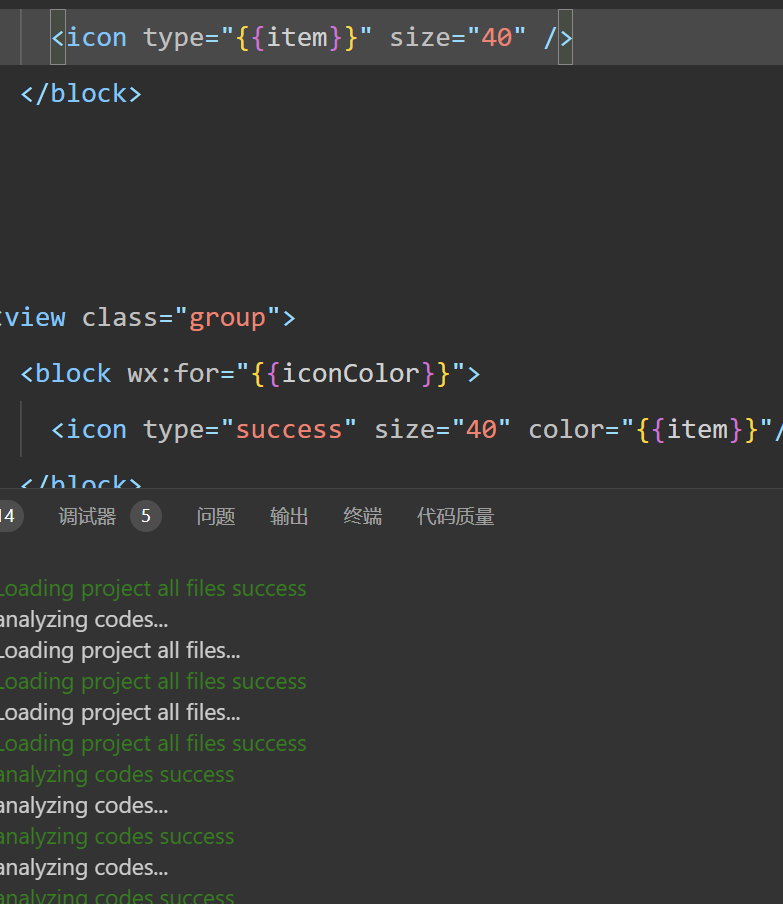 <icon type="{{item}}" size="40" />
</block>
view class="group">
<block wx:for="{{iconColor}}">
<icon type="success" size="40" color="{{item}}"/
</block>
14 调试器 5 问题 输出 终端 代码质量
Loading project all files success
analyzing codes...
Loading project all files...
Loading project all files success
Loading project all files...
Loading project all files success
analyzing codes success
analyzing codes...
analyzing codes success
analyzing codes...
analyzing codes success